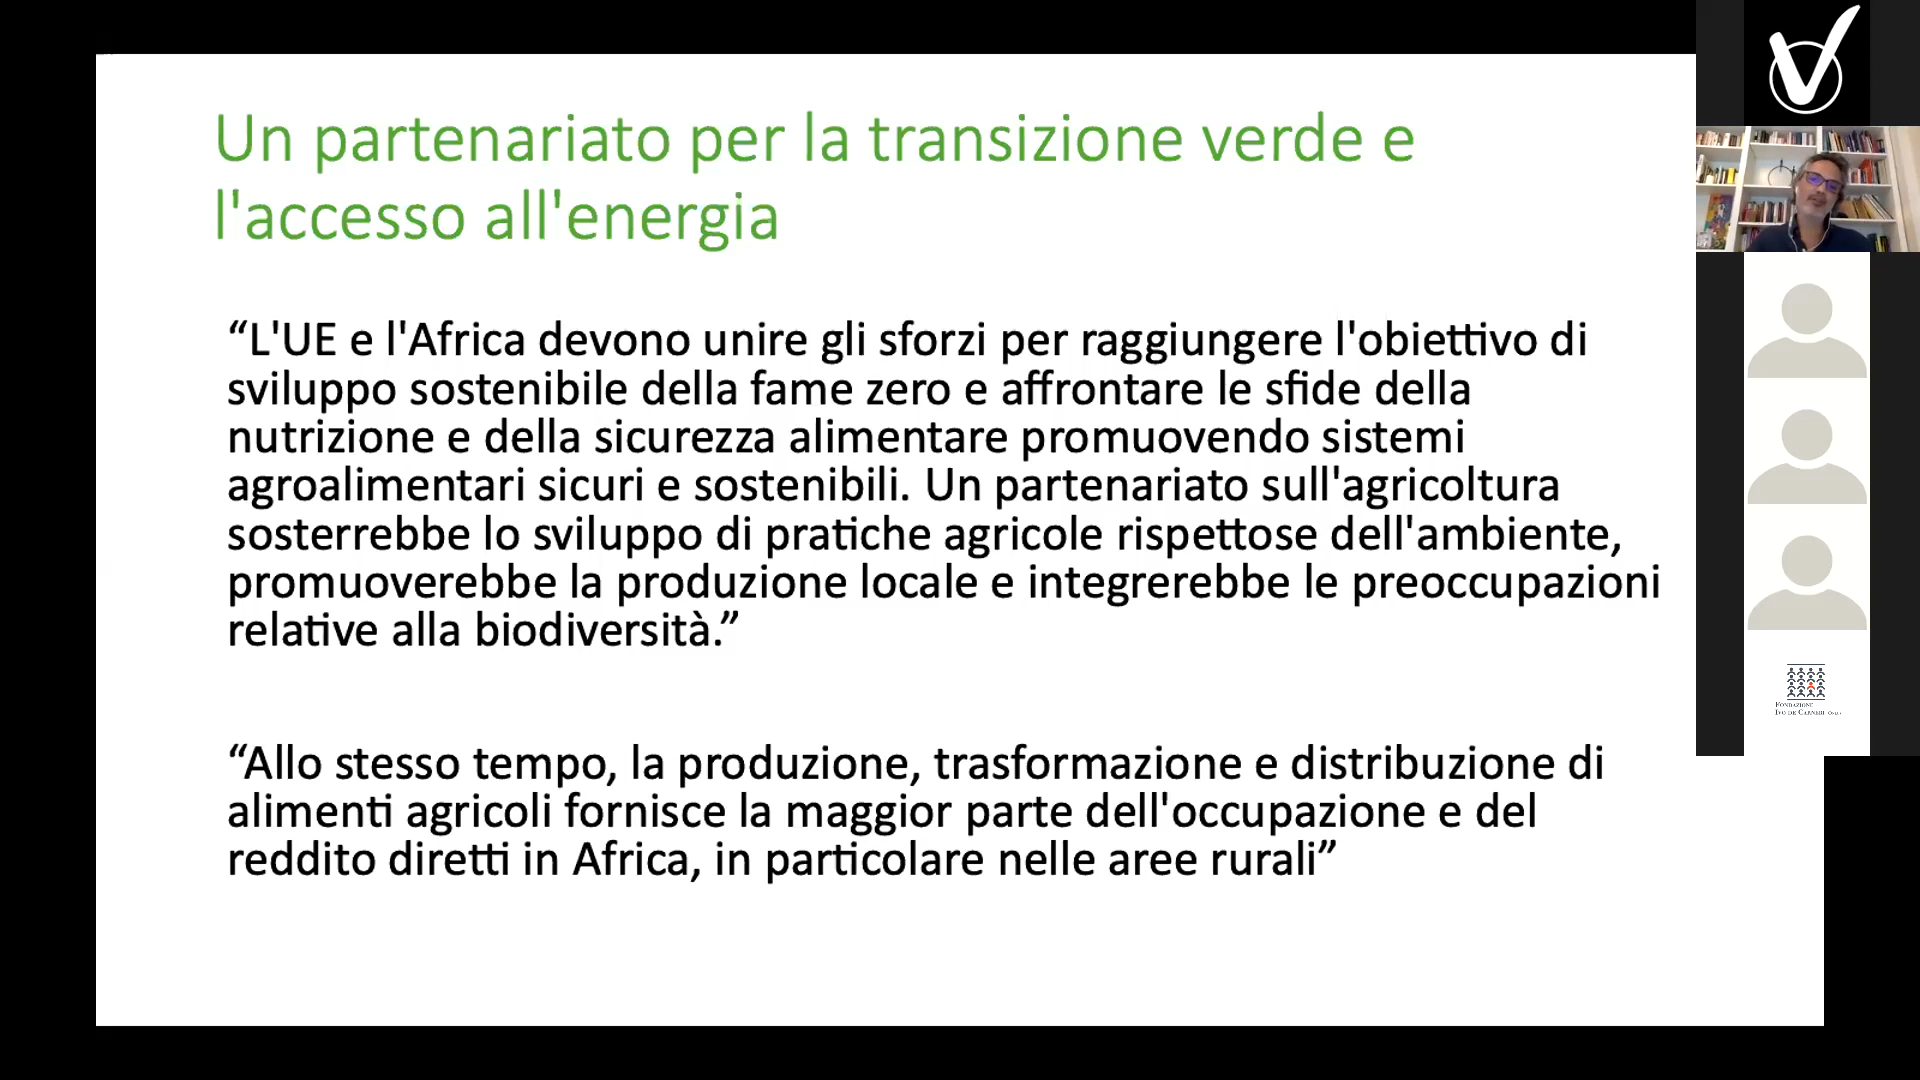 Un partenariato per la transizione verde e
l'accesso all'energia
“L'UE e l'Africa devono unire gli sforzi per raggiungere l'obiettivo di
sviluppo sostenibile della fame zero e affrontare le sfide della
nutrizione e della sicurezza alimentare promuovendo sistemi
agroalimentari sicuri e sostenibili. Un partenariato sull'agricoltura
sosterrebbe lo sviluppo di pratiche agricole rispettose dell'ambiente,
promuoverebbe la produzione locale e integrerebbe le preoccupazioni
relative alla biodiversità.”
“Allo stesso tempo, la produzione, trasformazione e distribuzione di
alimenti agricoli fornisce la maggior parte dell'occupazione e del
reddito diretti in Africa, in particolare nelle aree rurali”
FONDAZIONE
IVO DE CARNERI